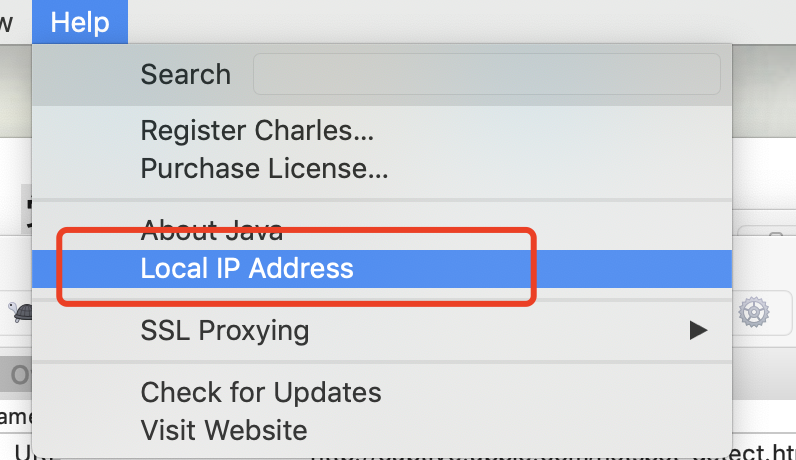 Help
Search
Register Charles...
Purchase License...
About Java
Local IP Address
SSL Proxying
Check for Updates
Visit Website